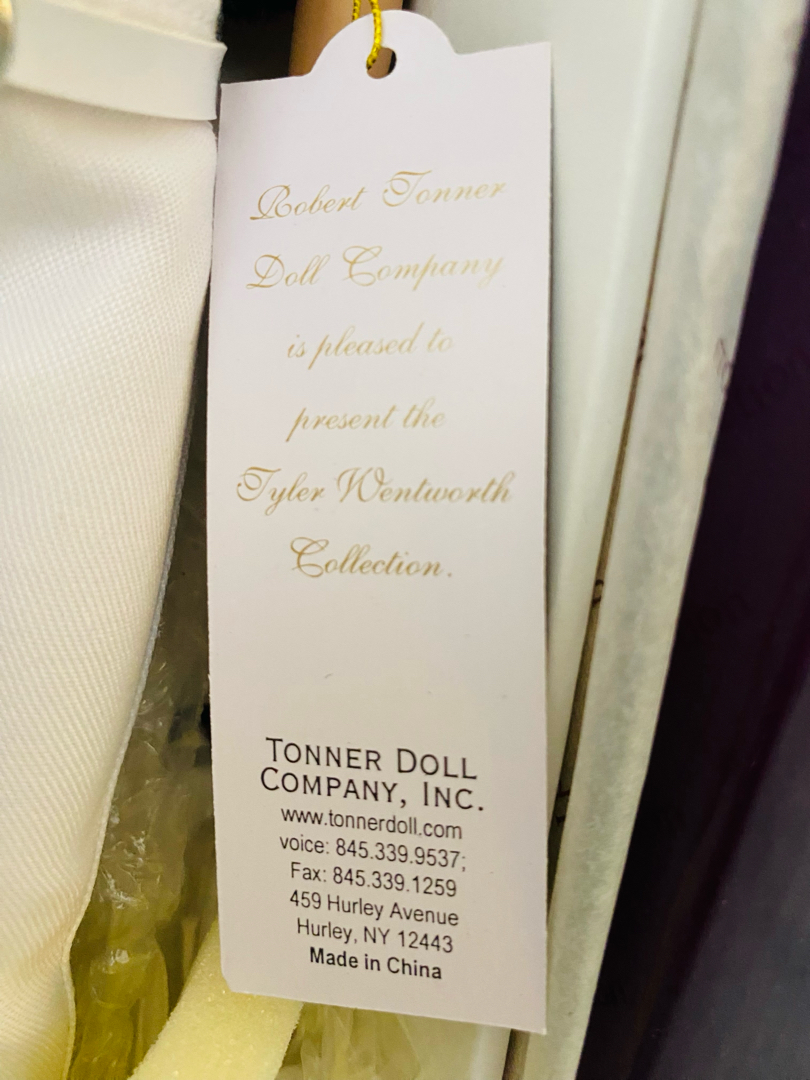 Robert Tonner
Doll Company
is pleased to
present the
Tyler Wentworth
Collection.
TONNER DOLL
COMPANY, INC.
www.tonnerdoll.com
voice: 845.339.9537;
Fax: 845.339.1259
459 Hurley Avenue
Hurley, NY 12443
Made in China